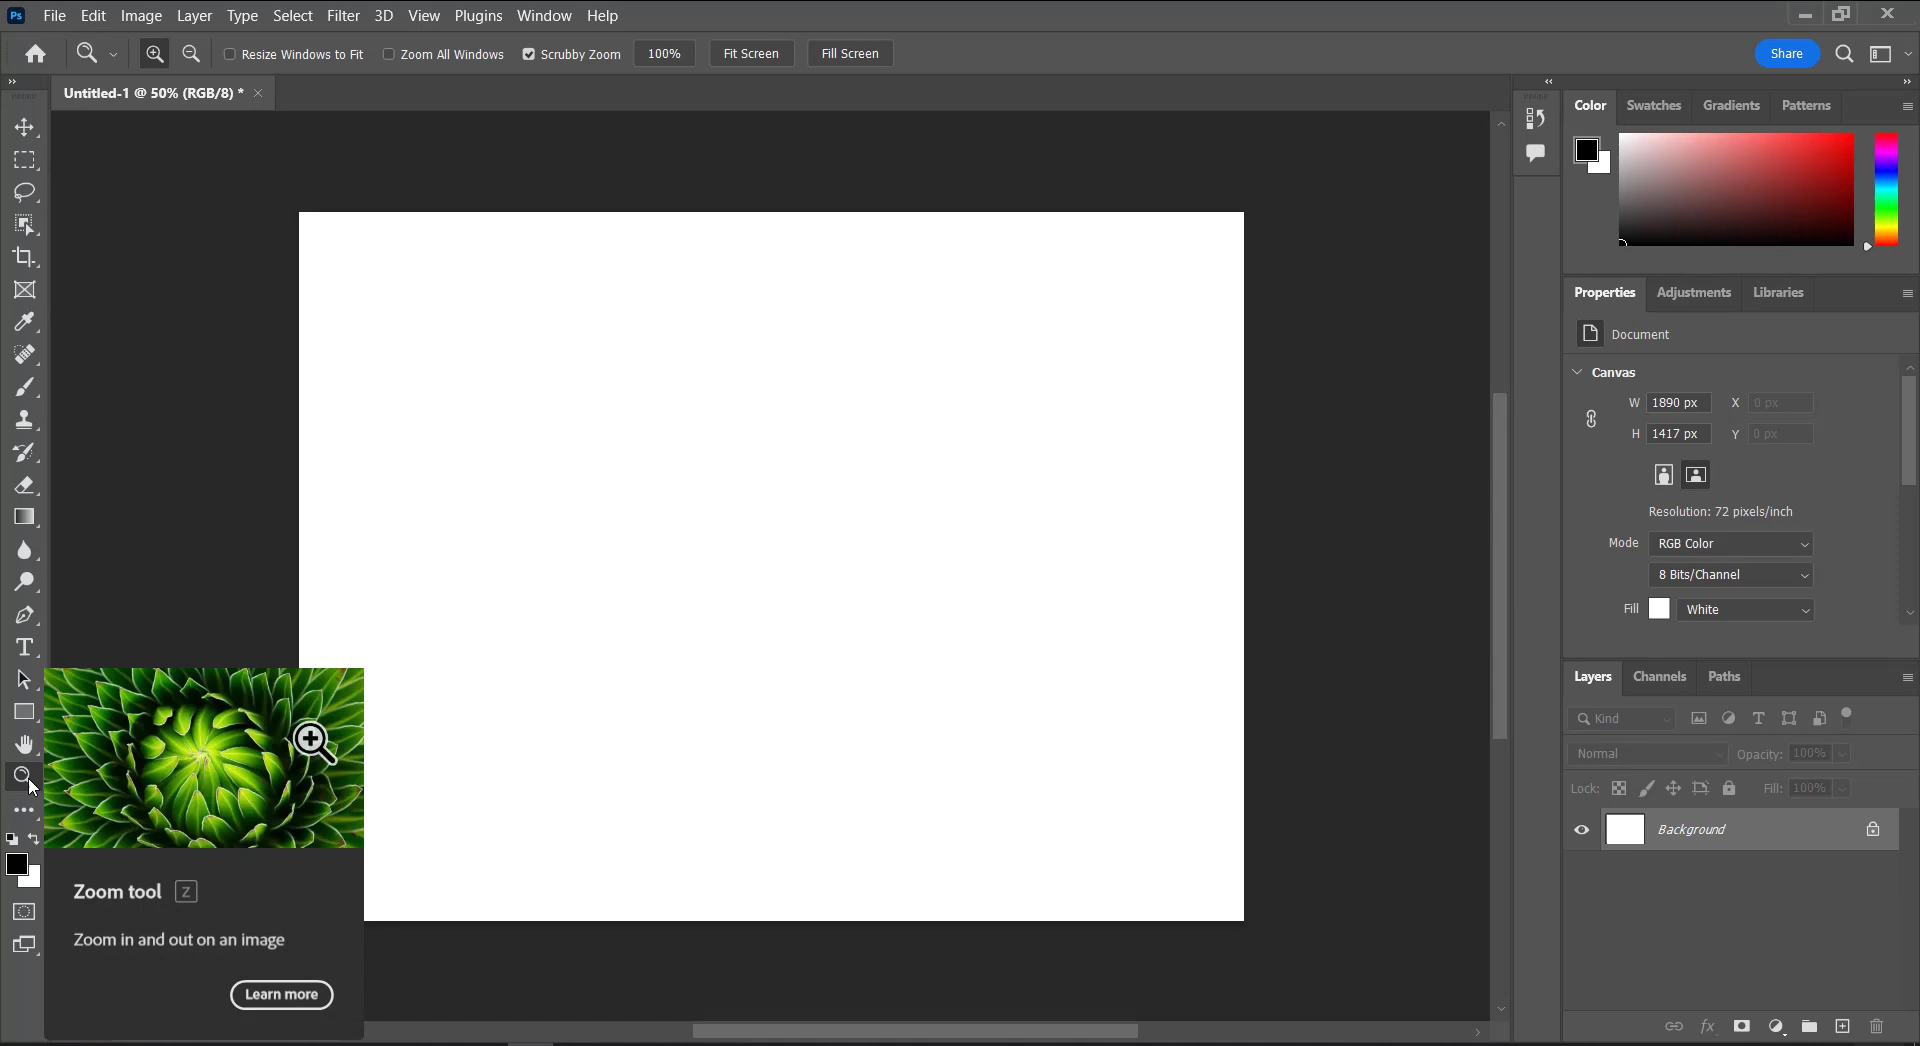 Ps File Edit Image Layer Type Select Filter 3D View Plugins Window Help
Resize Windows to Fit Zoom All Windows Scrubby Zoom 100% Fit Screen Fill Screen Share
Untitled-1 @ 50% (RGB/8) *
Color Swatches Gradients Patterns
Properties Adjustments Libraries
Document
Canvas
W 1890 px X 0 px
H 1417 px Y 0 px
Resolution: 72 pixels/inch
Mode RGB Color
8 Bits/Channel
Fill White
Layers Channels Paths
Kind
Normal Opacity: 100%
Lock: Fill: 100%
Background
Zoom tool Z
Zoom in and out on an image
Learn more
fx